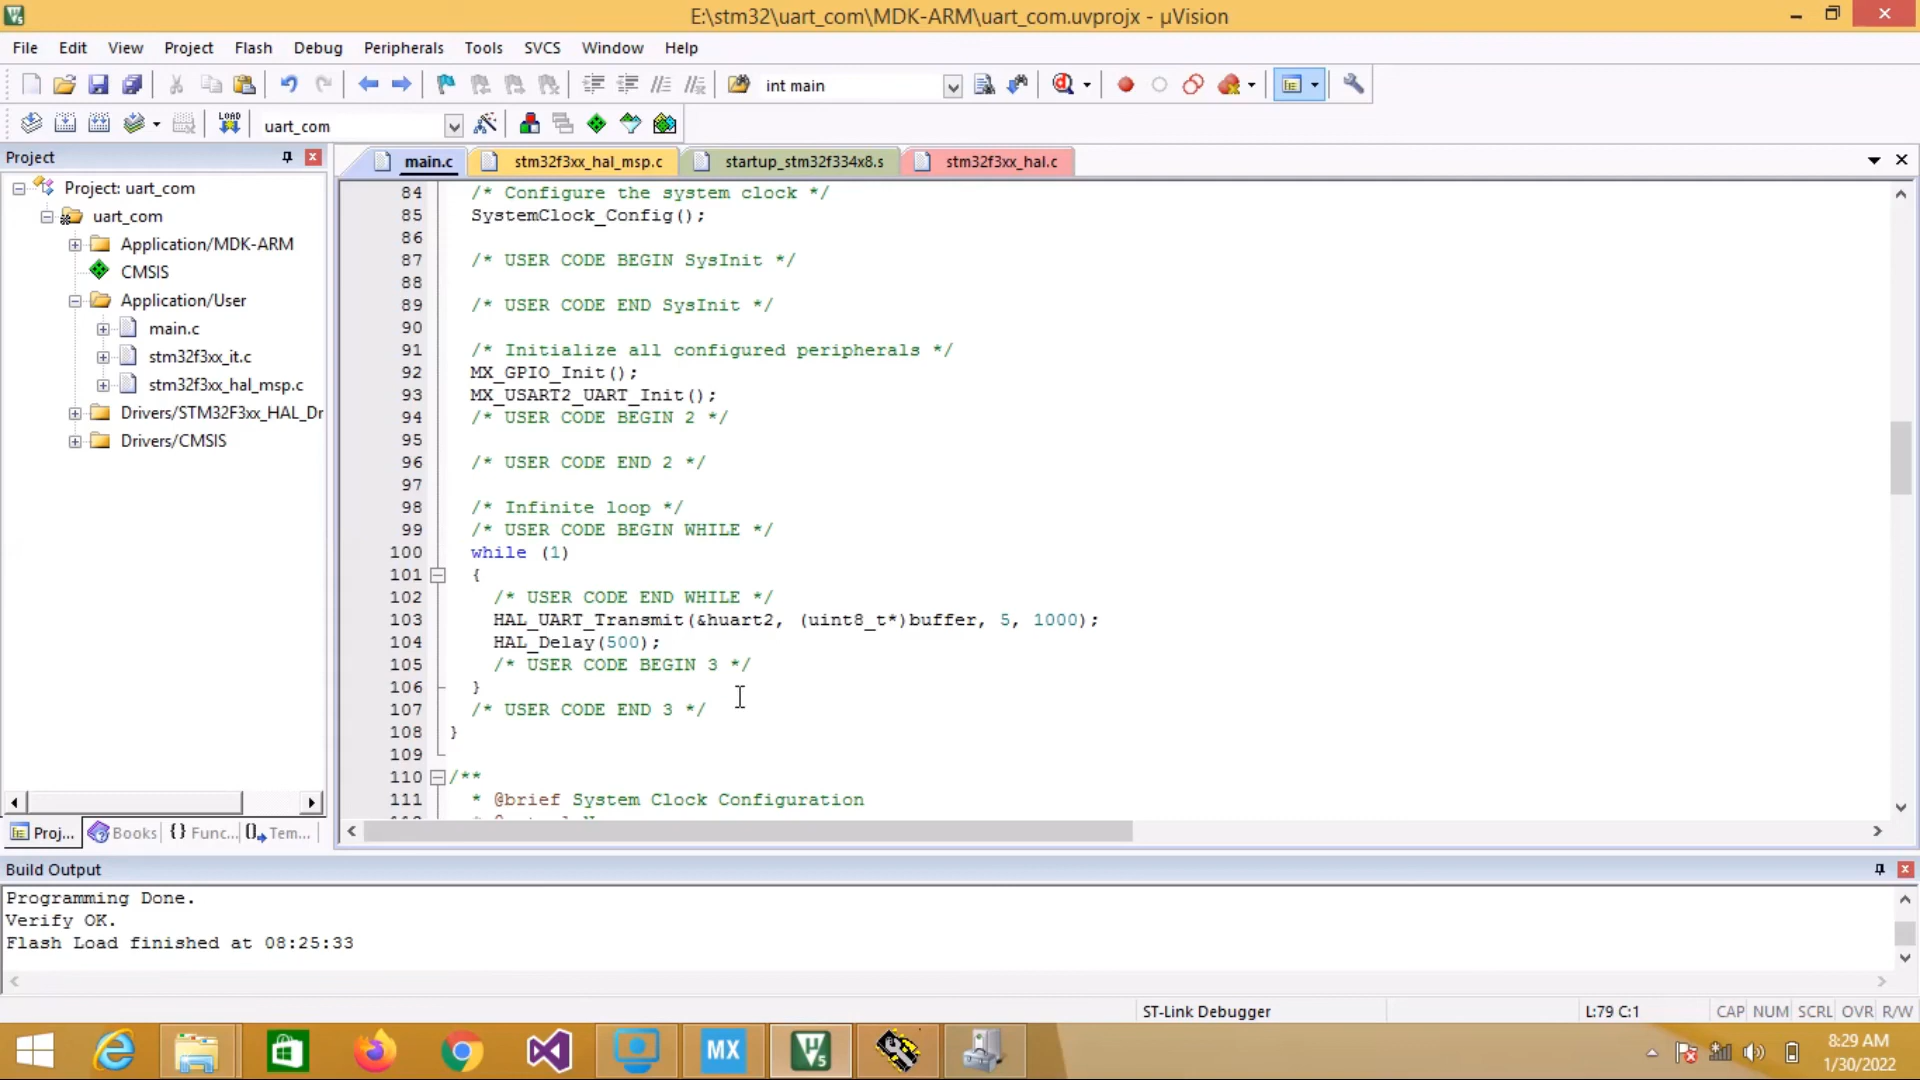 E:\stm32\uart_com\MDK-ARM\uart_com.uvprojx - µVision
File Edit View Project Flash Debug Peripherals Tools SVCS Window Help
int main
LOAD uart_com
Project
main.c stm32f3xx_hal_msp.c startup_stm32f334x8.s stm32f3xx_hal.c
Project: uart_com
uart_com
Application/MDK-ARM
CMSIS
Application/User
main.c
stm32f3xx_it.c
stm32f3xx_hal_msp.c
Drivers/STM32F3xx_HAL_Dr
Drivers/CMSIS
Proj... Books {} Func... Tem...
84 /* Configure the system clock */
85 SystemClock_Config();
86
87 /* USER CODE BEGIN SysInit */
88
89 /* USER CODE END SysInit */
90
91 /* Initialize all configured peripherals */
92 MX_GPIO_Init();
93 MX_USART2_UART_Init();
94 /* USER CODE BEGIN 2 */
95
96 /* USER CODE END 2 */
97
98 /* Infinite loop */
99 /* USER CODE BEGIN WHILE */
100 while (1)
101 {
102 /* USER CODE END WHILE */
103 HAL_UART_Transmit(&huart2, (uint8_t*)buffer, 5, 1000);
104 HAL_Delay(500);
105 /* USER CODE BEGIN 3 */
106 }
107 /* USER CODE END 3 */
108 }
109
110 /**
111 * @brief System Clock Configuration
Build Output
Programming Done.
Verify OK.
Flash Load finished at 08:25:33
ST-Link Debugger L:79 C:1 CAP NUM SCRL OVR R/W
MX
8:29 AM
1/30/2022